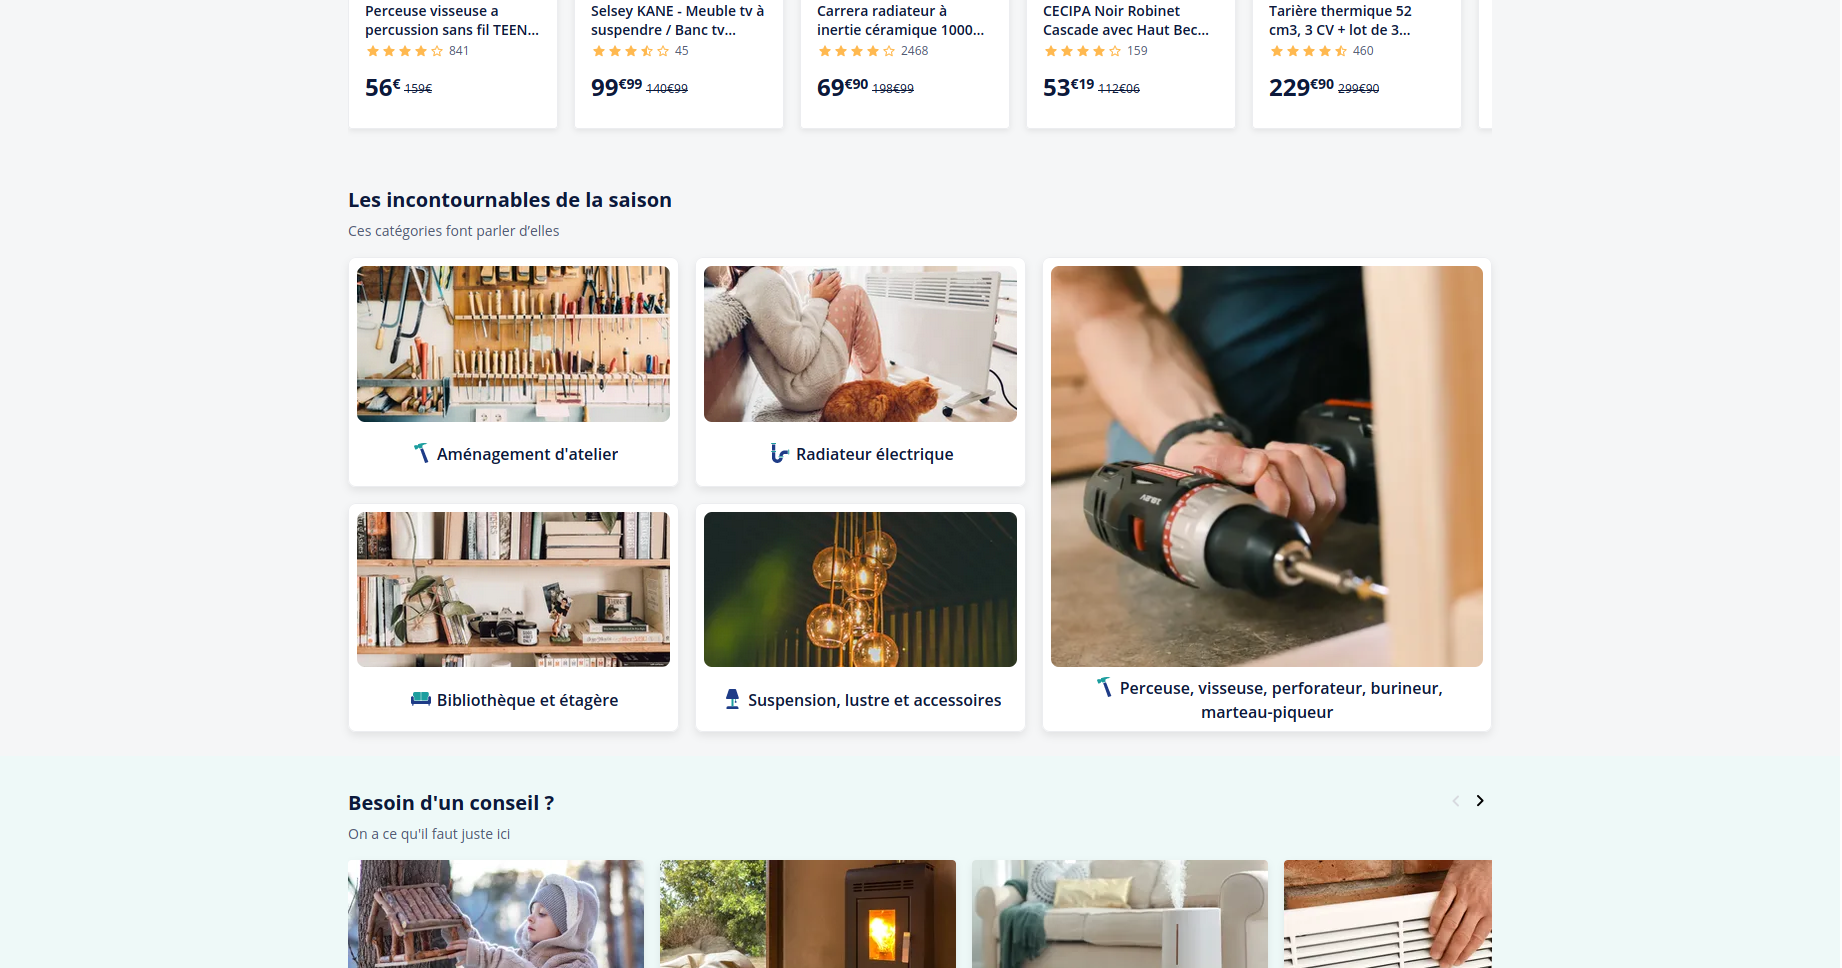 Perceuse visseuse a
percussion sans fil TEEN...
841
56€ 159€
Selsey KANE - Meuble tv à
suspendre / Banc tv...
45
99€99 140€99
Carrera radiateur à
inertie céramique 1000...
2468
69€90 198€99
CECIPA Noir Robinet
Cascade avec Haut Bec...
159
53€19 112€06
Tarière thermique 52
cm3, 3 CV + lot de 3...
460
229€90 299€90
Les incontournables de la saison
Ces catégories font parler d’elles
Aménagement d'atelier
Radiateur électrique
Bibliothèque et étagère
Suspension, lustre et accessoires
Perceuse, visseuse, perforateur, burineur,
marteau-piqueur
Besoin d'un conseil ?
On a ce qu'il faut juste ici